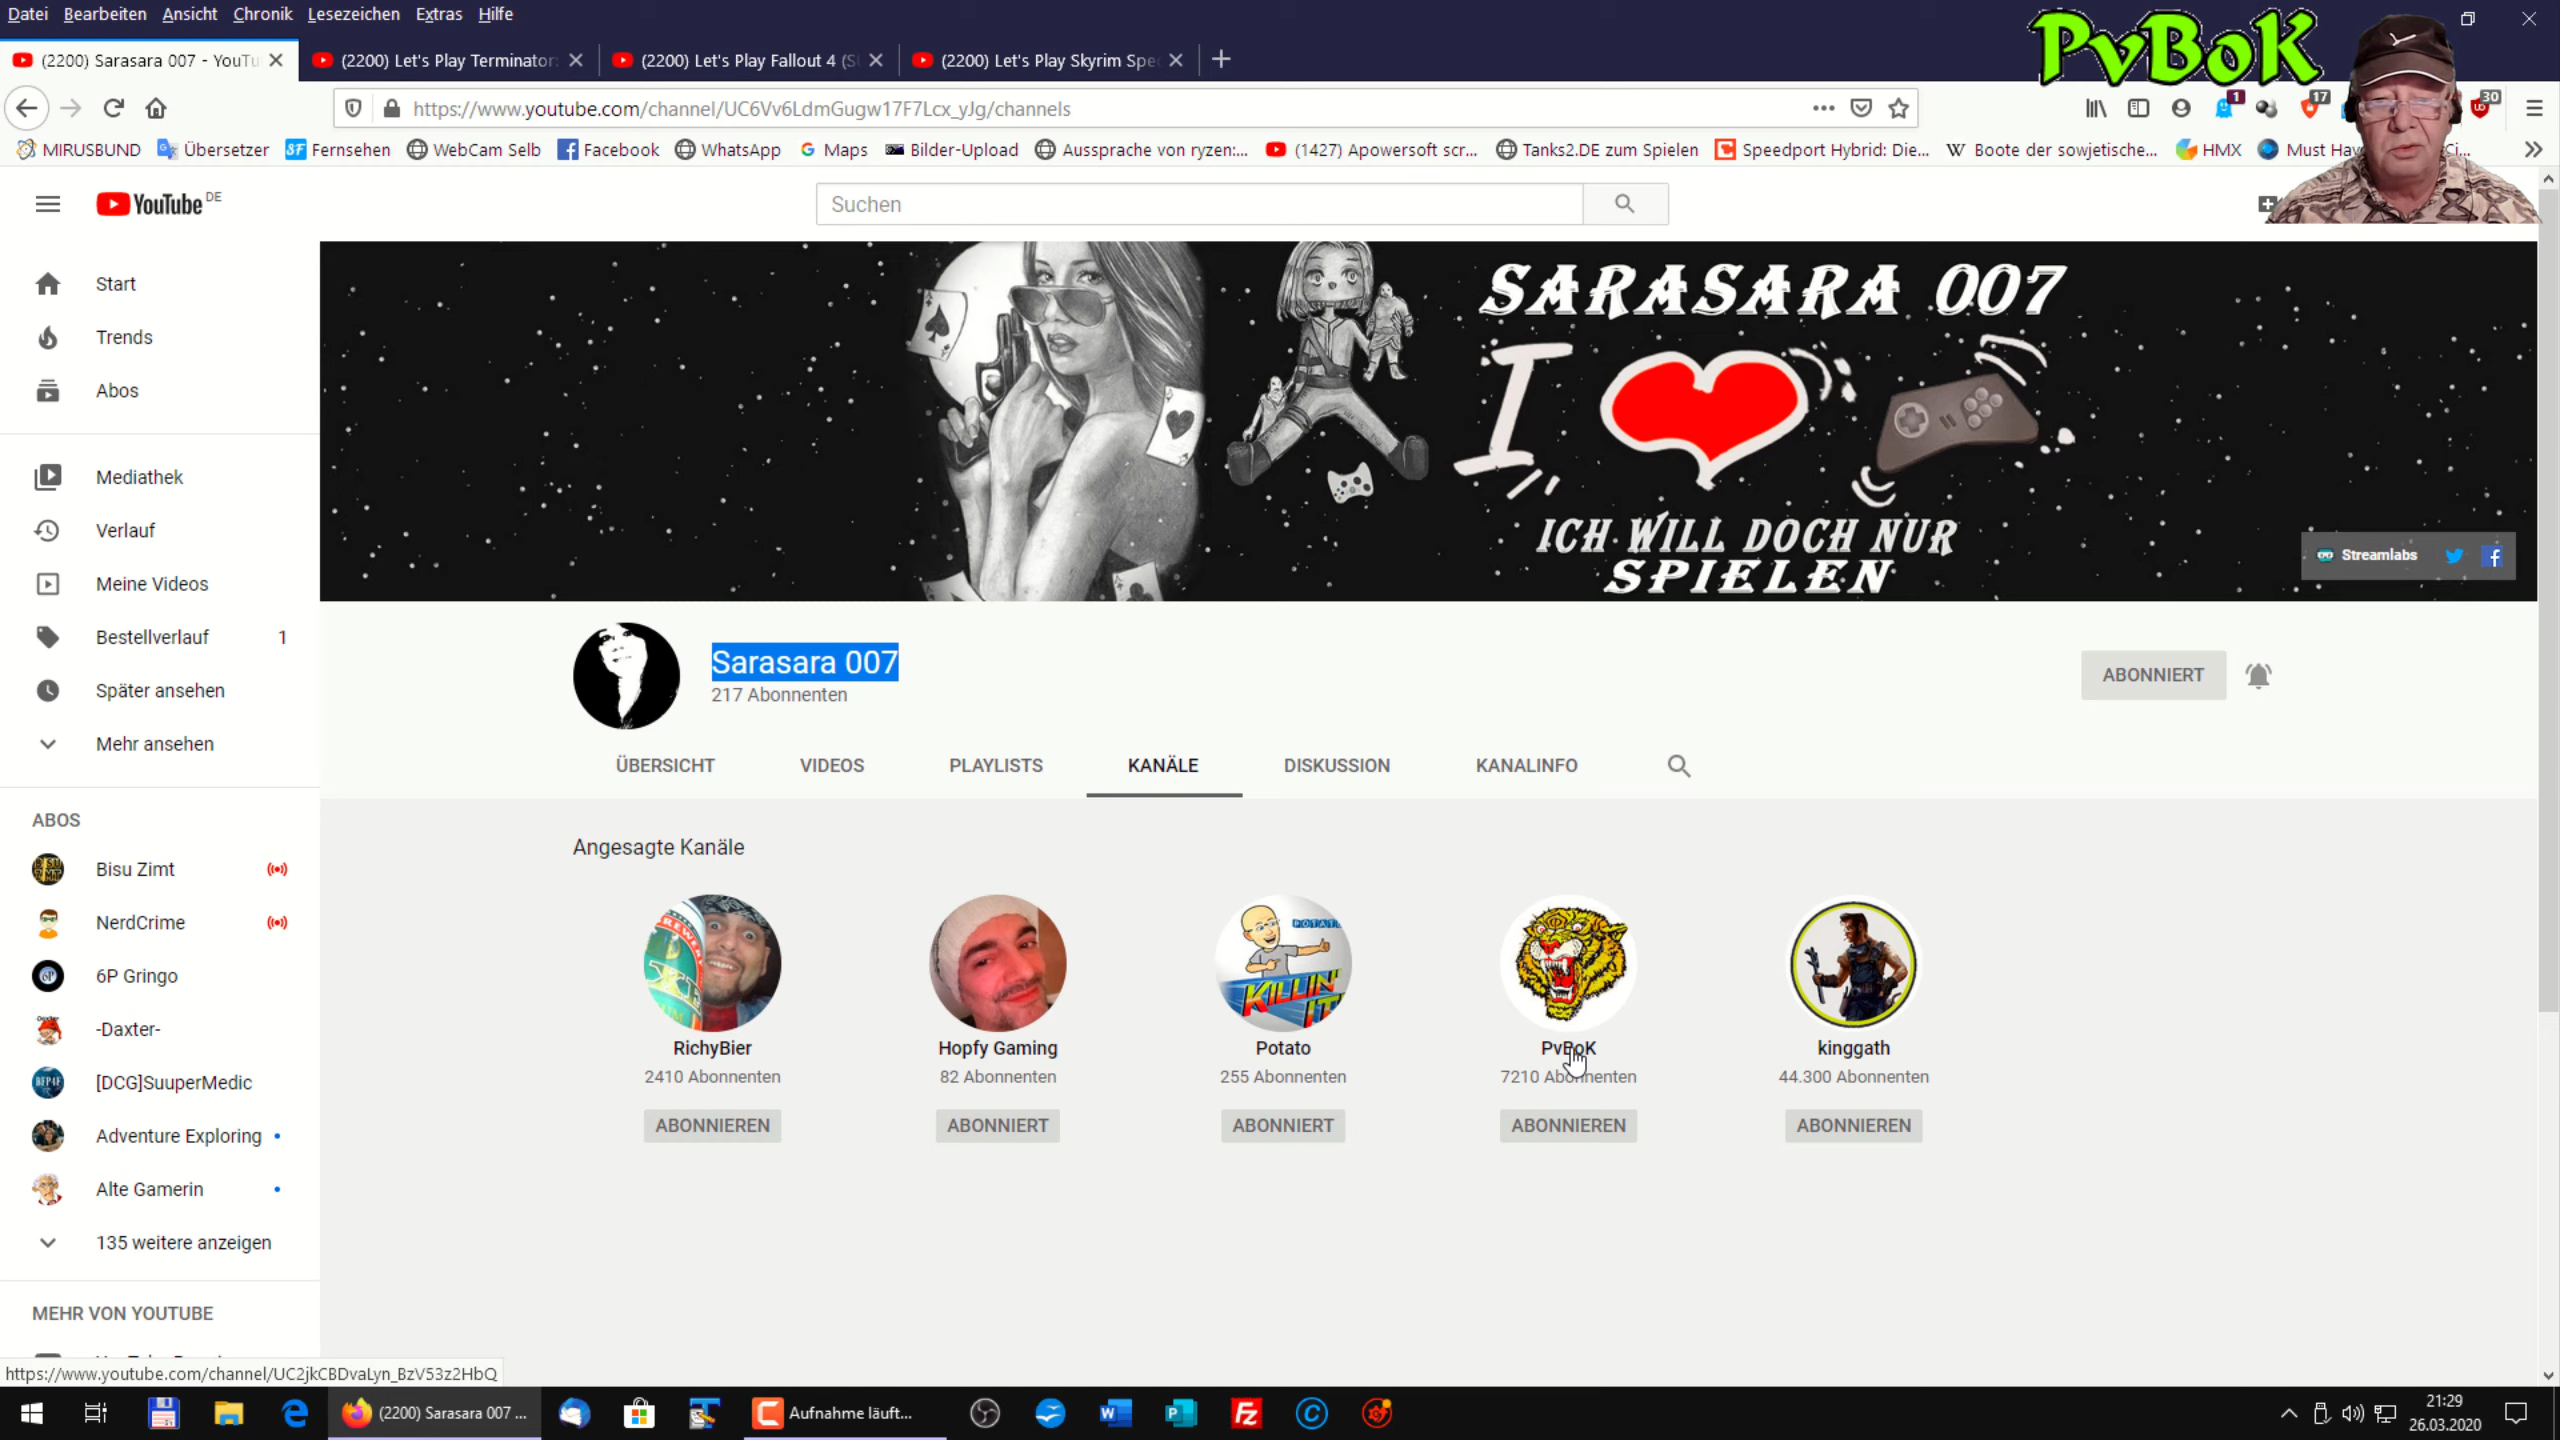 Datei Bearbeiten Ansicht Chronik Lesezeichen Extras Hilfe
PvBoK
(2200) Sarasara 007 - YouTu
(2200) Let's Play Terminator:
(2200) Let's Play Fallout 4 (S
(2200) Let's Play Skyrim Spe
https://www.youtube.com/channel/UC6Vv6LdmGugw17F7Lcx_yJg/channels
1
17
30
MIRUSBUND Übersetzer Fernsehen WebCam Selb Facebook WhatsApp Maps Bilder-Upload Aussprache von ryzen:... (1427) Apowersoft scr... Tanks2.DE zum Spielen Speedport Hybrid: Die... Boote der sowjetische... HMX Must Hav Ci...
YouTube DE
Suchen
Start
Trends
Abos
Mediathek
Verlauf
Meine Videos
Bestellverlauf 1
Später ansehen
Mehr ansehen
ABOS
Bisu Zimt
NerdCrime
6P Gringo
-Daxter-
[DCG]SuuperMedic
Adventure Exploring
Alte Gamerin
135 weitere anzeigen
MEHR VON YOUTUBE
SARASARA 007
I
ICH WILL DOCH NUR
SPIELEN
Streamlabs
Sarasara 007
217 Abonnenten
ABONNIERT
ÜBERSICHT VIDEOS PLAYLISTS KANÄLE DISKUSSION KANALINFO
Angesagte Kanäle
POTATO
KILLIN' IT!
RichyBier
2410 Abonnenten
ABONNIEREN
Hopfy Gaming
82 Abonnenten
ABONNIERT
Potato
255 Abonnenten
ABONNIERT
PvBoK
7210 Abonnenten
ABONNIEREN
kinggath
44.300 Abonnenten
ABONNIEREN
https://www.youtube.com/channel/UC2jkCBDvaLyn_BzV53z2HbQ
(2200) Sarasara 007 ...
Aufnahme läuft...
21:29
26.03.2020